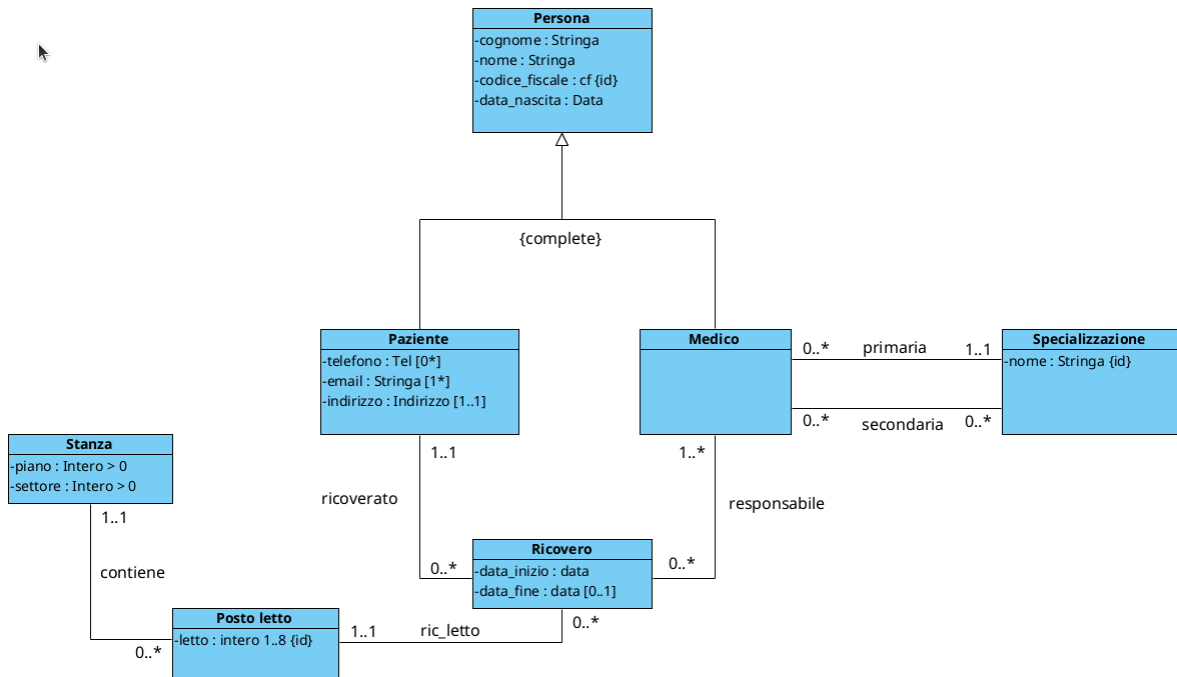 Persona
-cognome : Stringa
-nome : Stringa
-codice_fiscale : cf {id}
-data_nascita : Data
{complete}
Paziente
-telefono : Tel [0*]
-email : Stringa [1*]
-indirizzo : Indirizzo [1..1]
Medico
0..*
primaria
1..1
0..*
secondaria
0..*
Specializzazione
-nome : Stringa {id}
Stanza
-piano : Intero > 0
-settore : Intero > 0
1..1
1..*
ricoverato
responsabile
1..1
contiene
0..*
Ricovero
-data_inizio : data
-data_fine : data [0..1]
0..*
Posto letto
-letto : intero 1..8 {id}
0..*
1..1
ric_letto
0..*